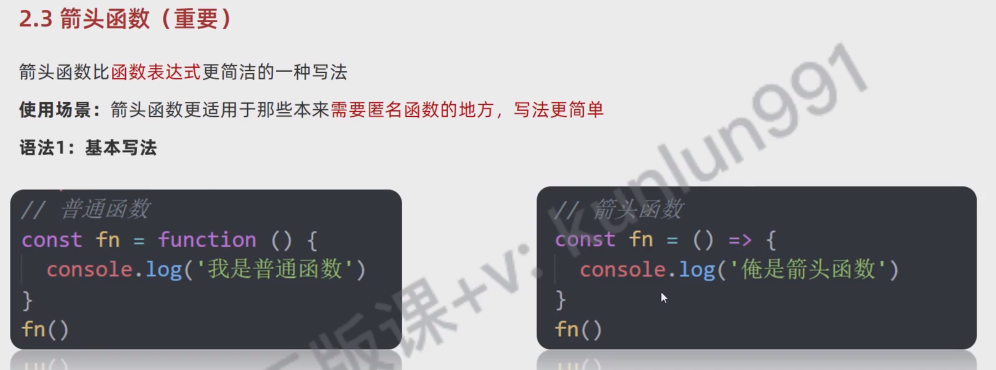 2.3 箭头函数（重要）
箭头函数比函数表达式更简洁的一种写法
使用场景：箭头函数更适用于那些本来需要匿名函数的地方，写法更简单
语法1：基本写法
// 普通函数
const fn = function () {
console.log('我是普通函数')
}
fn()
// 箭头函数
const fn = () => {
console.log('俺是箭头函数')
}
fn()
版课+v: kunlun991